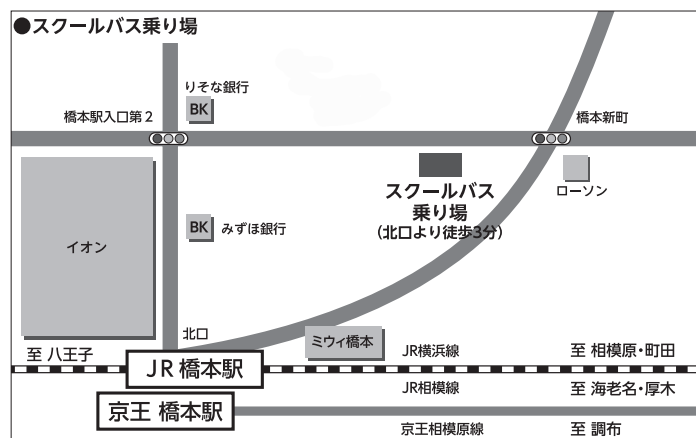 ●スクールバス乗り場
りそな銀行
BK
橋本駅入口第2
橋本新町
スクールバス
乗り場
(北口より徒歩3分)
ローソン
イオン
BK
みずほ銀行
北口
ミウィ橋本
至 八王子
JR 橋本駅
JR横浜線
至 相模原・町田
JR相模線
至 海老名・厚木
京王 橋本駅
京王相模原線
至 調布